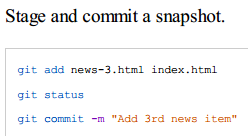 Stage and commit a snapshot.
git add news-3.html index.html
git status
git commit -m "Add 3rd news item"